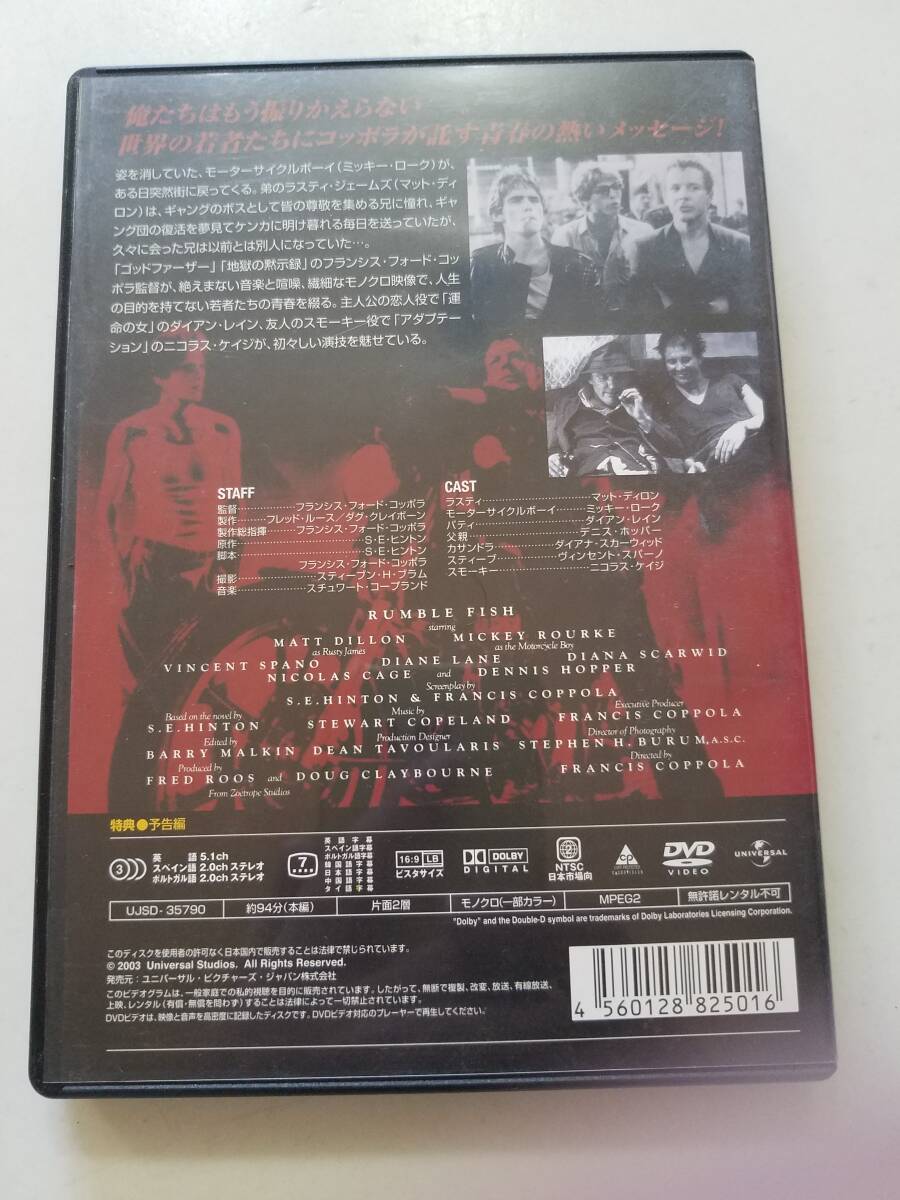 俺たちはもう振りかえらない
世界の若者たちにコッポラが託す青春の熱いメッセージ!
姿を消していた、モーターサイクルボーイ(ミッキー・ローク)が、
ある日突然街に戻ってくる。弟のラスティ・ジェームズ(マット・ディ
ロン)は、ギャングのボスとして皆の尊敬を集める兄に憧れ、ギャ
ング団の復活を夢見てケンカに明け暮れる毎日を送っていたが、
久々に会った兄は以前とは別人になっていた…。
「ゴッドファーザー」「地獄の黙示録」のフランシス・フォード・コッ
ポラ監督が、絶えまない音楽と喧噪、繊細なモノクロ映像で、人生
の目的を持てない若者たちの青春を綴る。主人公の恋人役で「運
命の女」のダイアン・レイン、友人のスモーキー役で「アダプテー
ション」のニコラス・ケイジが、初々しい演技を魅せている。
STAFF
監督…………フランシス・フォード・コッポラ
製作……フレッド・ルース/ダグ・クレイボーン
製作総指揮………フランシス・フォード・コッポラ
原作…………S・E・ヒントン
脚本…………S・E・ヒントン
フランシス・フォード・コッポラ
撮影…………スティーブン・H・ブラム
音楽…………スチュワート・コープランド
CAST
ラスティ…………マット・ディロン
モーターサイクルボーイ………ミッキー・ローク
パティ…………ダイアン・レイン
父親…………デニス・ホッパー
カサンドラ…………ダイアナ・スカーウィッド
スティーブ…………ヴィンセント・スパーノ
スモーキー…………ニコラス・ケイジ
RUMBLE FISH
starring
MATT DILLON MICKEY ROURKE
as Rusty James as the Motorcycle Boy
VINCENT SPANO DIANE LANE DIANA SCARWID
NICOLAS CAGE and DENNIS HOPPER
Screenplay by
S.E.HINTON & FRANCIS COPPOLA
Based on the novel by Music by Executive Producer
S.E.HINTON STEWART COPELAND FRANCIS COPPOLA
Edited by Production Designer Director of Photography
BARRY MALKIN DEAN TAVOULARIS STEPHEN H. BURUM, A.S.C.
Produced by Directed by
FRED ROOS and DOUG CLAYBOURNE FRANCIS COPPOLA
From Zoetrope Studios
特典●予告編
3
英 語 5.1ch
スペイン語 2.0ch ステレオ
ポルトガル語 2.0ch ステレオ
7
英語字幕
スペイン語字幕
ポルトガル語字幕
韓国語字幕
日本語字幕
中国語字幕
タイ語字幕
16:9 LB
ビスタサイズ
DOLBY
DIGITAL
2
NTSC
日本市場向
DVD
VIDEO
UNIVERSAL
UJSD-35790
約94分(本編)
片面2層
モノクロ(一部カラー)
MPEG2
無許諾レンタル不可
"Dolby" and the Double-D symbol are trademarks of Dolby Laboratories Licensing Corporation.
このディスクを使用者の許可なく日本国内で販売することは法律で禁じられています。
© 2003 Universal Studios. All Rights Reserved.
発売元:ユニバーサル・ピクチャーズ・ジャパン株式会社
このビデオグラムは、一般家庭での私的視聴を目的に販売されています。したがって、無断で複製、改変、放送、有線放送、
上映、レンタル(有償・無償を問わず)することは法律によって一切禁止されています。
DVDビデオは、映像と音声を高密度に記録したディスクです。DVDビデオ対応のプレーヤーで再生してください。
4 560128 825016